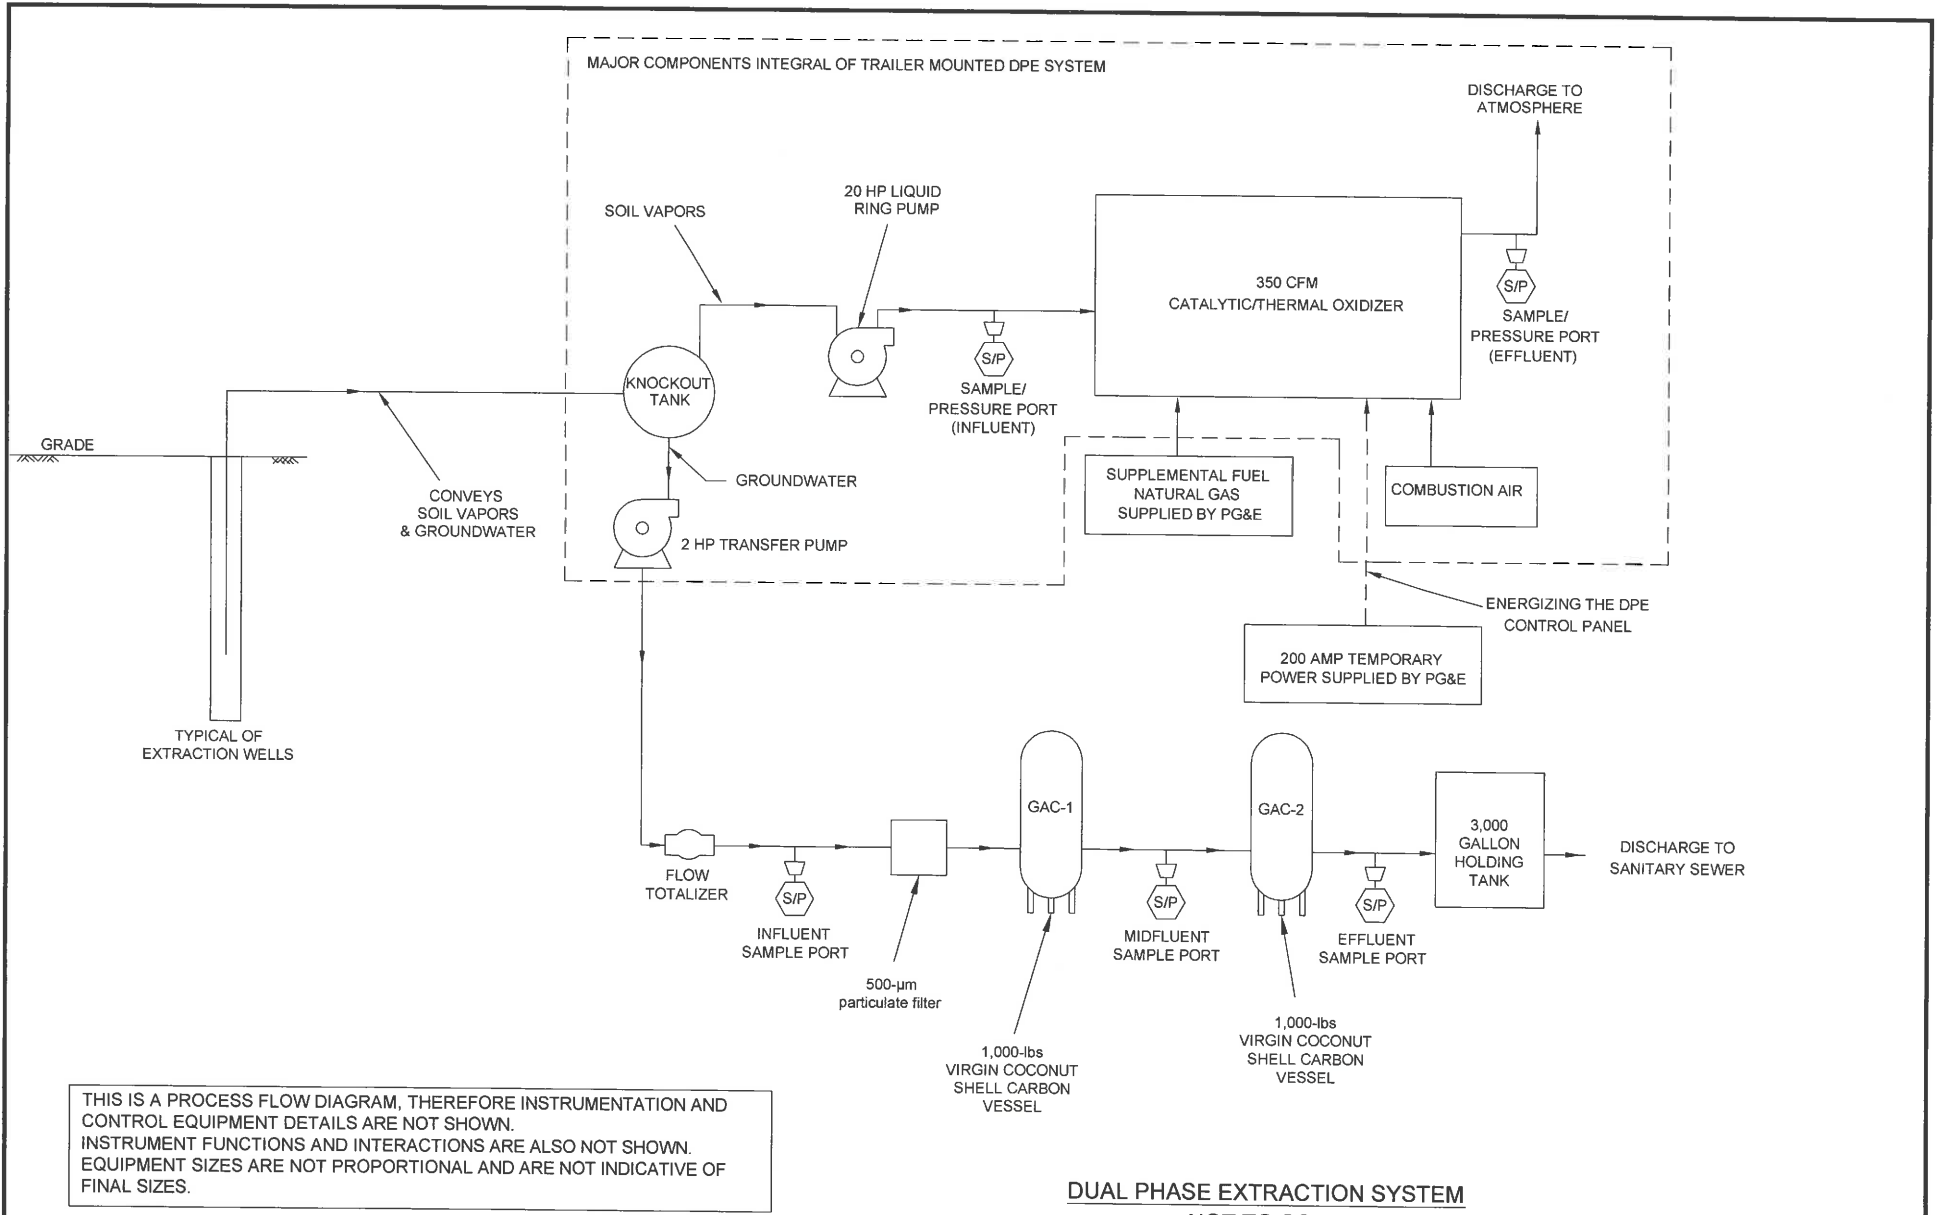 MAJOR COMPONENTS INTEGRAL OF TRAILER MOUNTED DPE SYSTEM
DISCHARGE TO
ATMOSPHERE
20 HP LIQUID
RING PUMP
SOIL VAPORS
350 CFM
CATALYTIC/THERMAL OXIDIZER
S/P
SAMPLE/
PRESSURE PORT
(EFFLUENT)
S/P
SAMPLE/
PRESSURE PORT
(INFLUENT)
KNOCKOUT
TANK
GRADE
CONVEYS
SOIL VAPORS
& GROUNDWATER
GROUNDWATER
2 HP TRANSFER PUMP
SUPPLEMENTAL FUEL
NATURAL GAS
SUPPLIED BY PG&E
COMBUSTION AIR
ENERGIZING THE DPE
CONTROL PANEL
200 AMP TEMPORARY
POWER SUPPLIED BY PG&E
TYPICAL OF
EXTRACTION WELLS
FLOW
TOTALIZER
S/P
INFLUENT
SAMPLE PORT
500-µm
particulate filter
GAC-1
1,000-lbs
VIRGIN COCONUT
SHELL CARBON
VESSEL
S/P
MIDFLUENT
SAMPLE PORT
GAC-2
1,000-lbs
VIRGIN COCONUT
SHELL CARBON
VESSEL
S/P
EFFLUENT
SAMPLE PORT
3,000
GALLON
HOLDING
TANK
DISCHARGE TO
SANITARY SEWER
THIS IS A PROCESS FLOW DIAGRAM, THEREFORE INSTRUMENTATION AND
CONTROL EQUIPMENT DETAILS ARE NOT SHOWN.
INSTRUMENT FUNCTIONS AND INTERACTIONS ARE ALSO NOT SHOWN.
EQUIPMENT SIZES ARE NOT PROPORTIONAL AND ARE NOT INDICATIVE OF
FINAL SIZES.
DUAL PHASE EXTRACTION SYSTEM